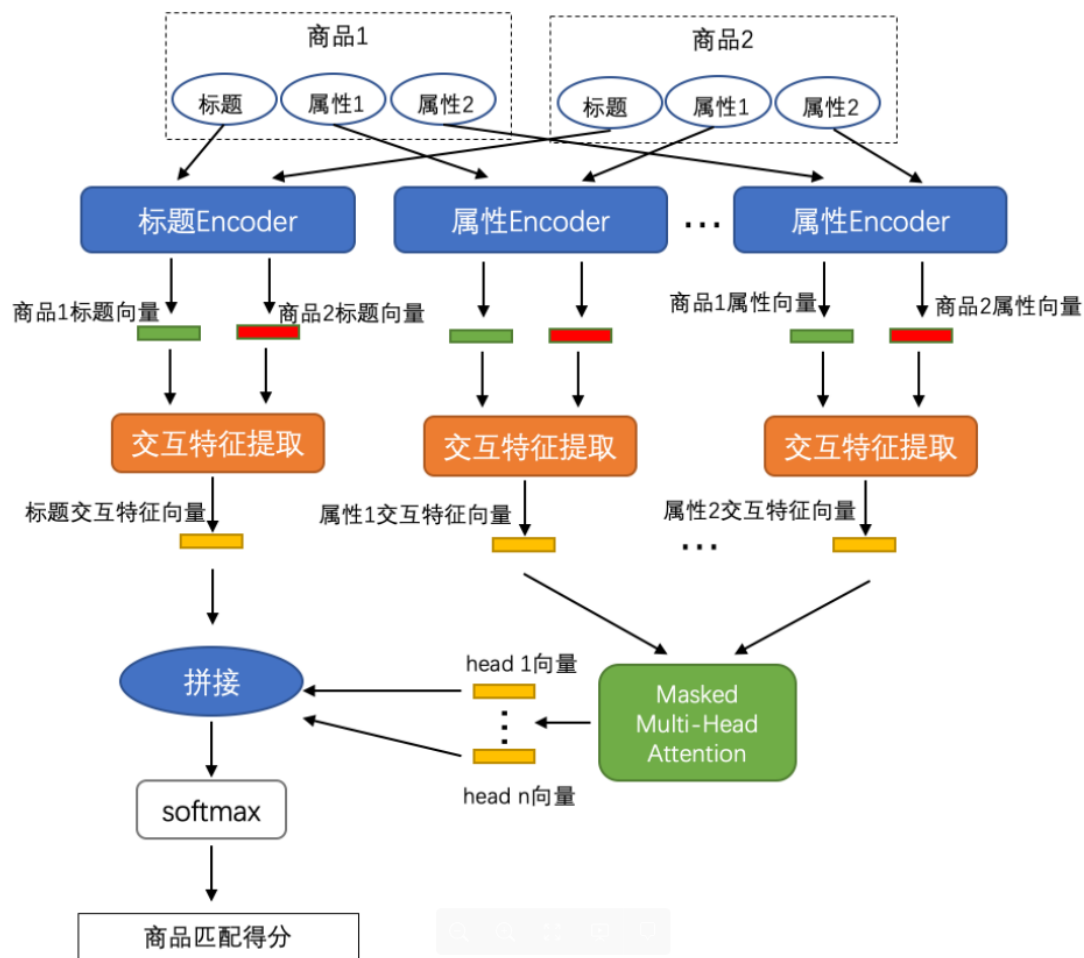 商品1
商品2
标题
属性1
属性2
标题
属性1
属性2
标题Encoder
属性Encoder
...
属性Encoder
商品1标题向量
商品2标题向量
商品1属性向量
商品2属性向量
交互特征提取
交互特征提取
交互特征提取
标题交互特征向量
属性1交互特征向量
属性2交互特征向量
...
拼接
head 1向量
Masked
Multi-Head
Attention
head n向量
softmax
商品匹配得分